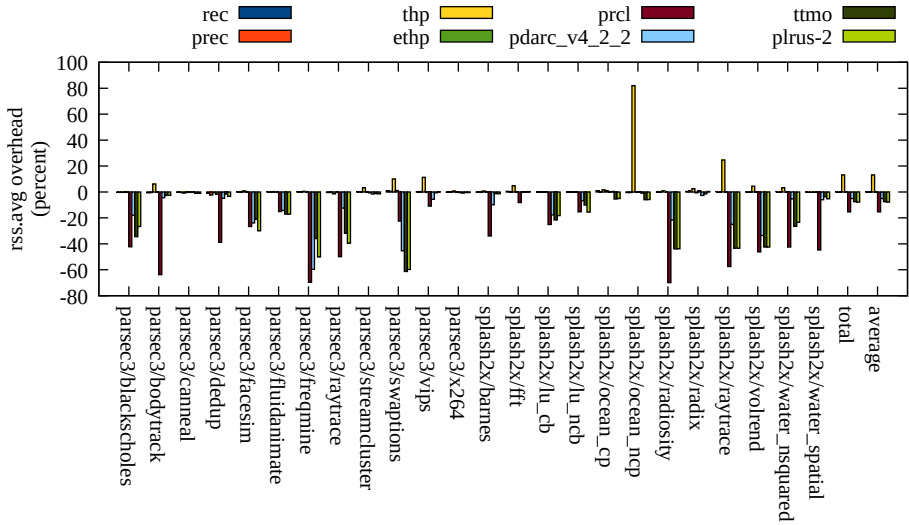 rec thp prcl ttmo
prec ethp pdarc_v4_2_2 plrus-2
rss.avg overhead
(percent)
100
80
60
40
20
0
-20
-40
-60
-80
parsec3/blackscholes
parsec3/bodytrack
parsec3/canneal
parsec3/dedup
parsec3/facesim
parsec3/fluidanimate
parsec3/freqmine
parsec3/raytrace
parsec3/streamcluster
parsec3/swaptions
parsec3/vips
parsec3/x264
splash2x/barnes
splash2x/fft
splash2x/lu_cb
splash2x/lu_ncb
splash2x/ocean_cp
splash2x/ocean_ncp
splash2x/radiosity
splash2x/radix
splash2x/raytrace
splash2x/volrend
splash2x/water_nsquared
splash2x/water_spatial
total
average